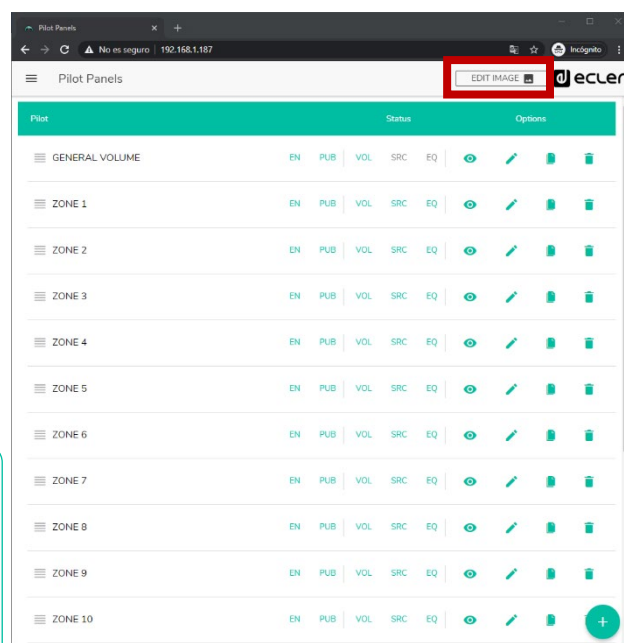 Pilot Panels
No es seguro | 192.168.1.187
Incógnito
Pilot Panels
EDIT IMAGE
ecler
Pilot Status Options
GENERAL VOLUME EN PUB VOL SRC EQ
ZONE 1 EN PUB VOL SRC EQ
ZONE 2 EN PUB VOL SRC EQ
ZONE 3 EN PUB VOL SRC EQ
ZONE 4 EN PUB VOL SRC EQ
ZONE 5 EN PUB VOL SRC EQ
ZONE 6 EN PUB VOL SRC EQ
ZONE 7 EN PUB VOL SRC EQ
ZONE 8 EN PUB VOL SRC EQ
ZONE 9 EN PUB VOL SRC EQ
ZONE 10 EN PUB VOL SRC EQ